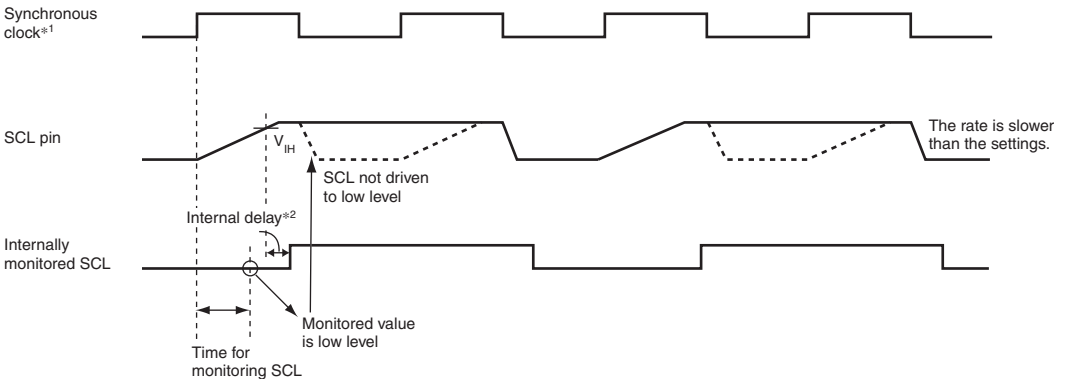 Synchronous
clock*1
SCL pin
VIH
The rate is slower
than the settings.
SCL not driven
to low level
Internal delay*2
Internally
monitored SCL
Monitored value
is low level
Time for
monitoring SCL